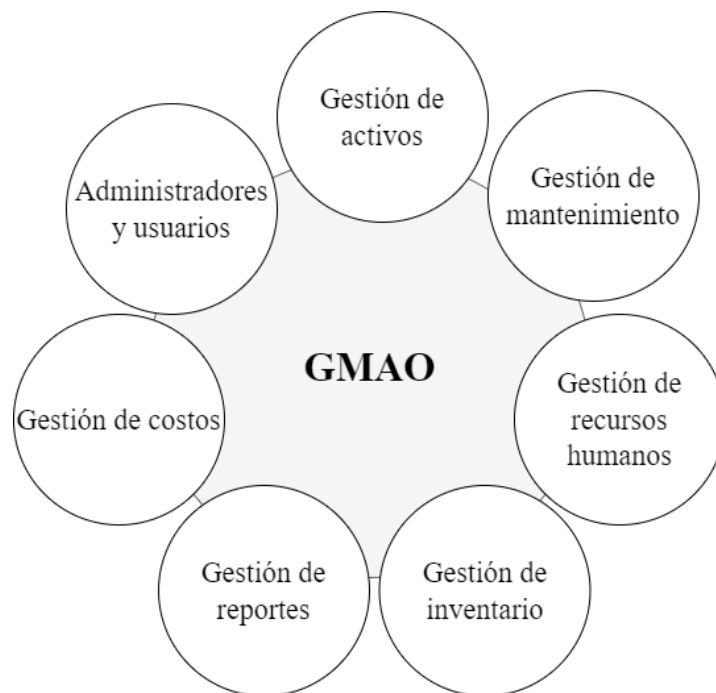 Gestión de
activos
Gestión de
mantenimiento
Gestión de
recursos
humanos
Gestión de
inventario
Gestión de
reportes
Gestión de costos
Administradores
y usuarios
GMAO